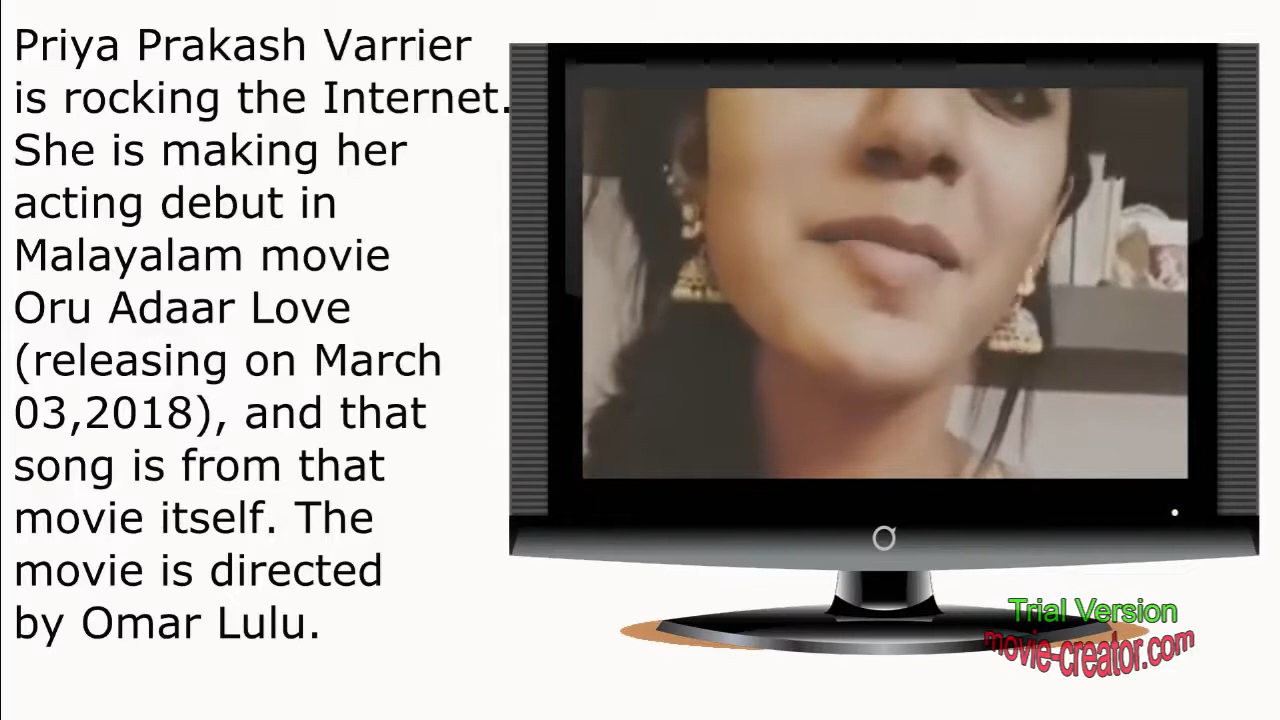 Priya Prakash Varrier
is rocking the Internet.
She is making her
acting debut in
Malayalam movie
Oru Adaar Love
(releasing on March
03,2018), and that
song is from that
movie itself. The
movie is directed
by Omar Lulu.
Trial Version
movie-creator.com